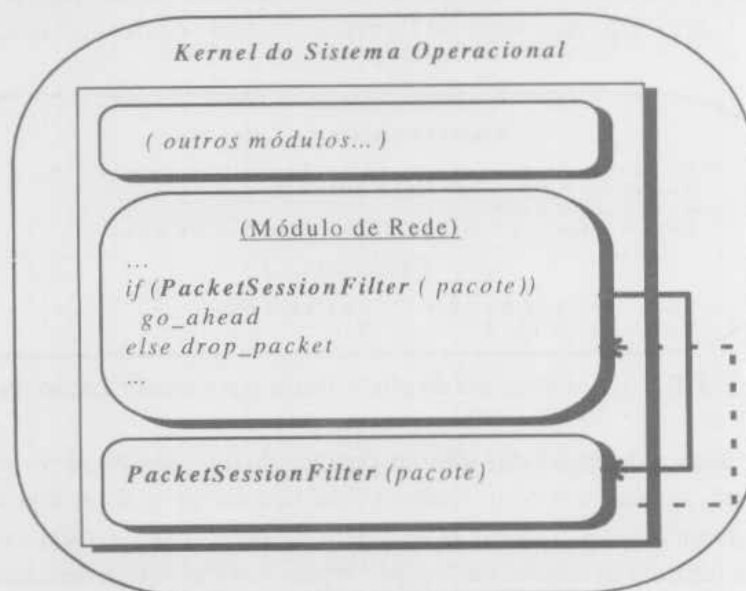 Kernel do Sistema Operacional
( outros módulos... )
(Módulo de Rede)
...
if (PacketSessionFilter ( pacote))
go_ahead
else drop_packet
...
PacketSessionFilter (pacote)